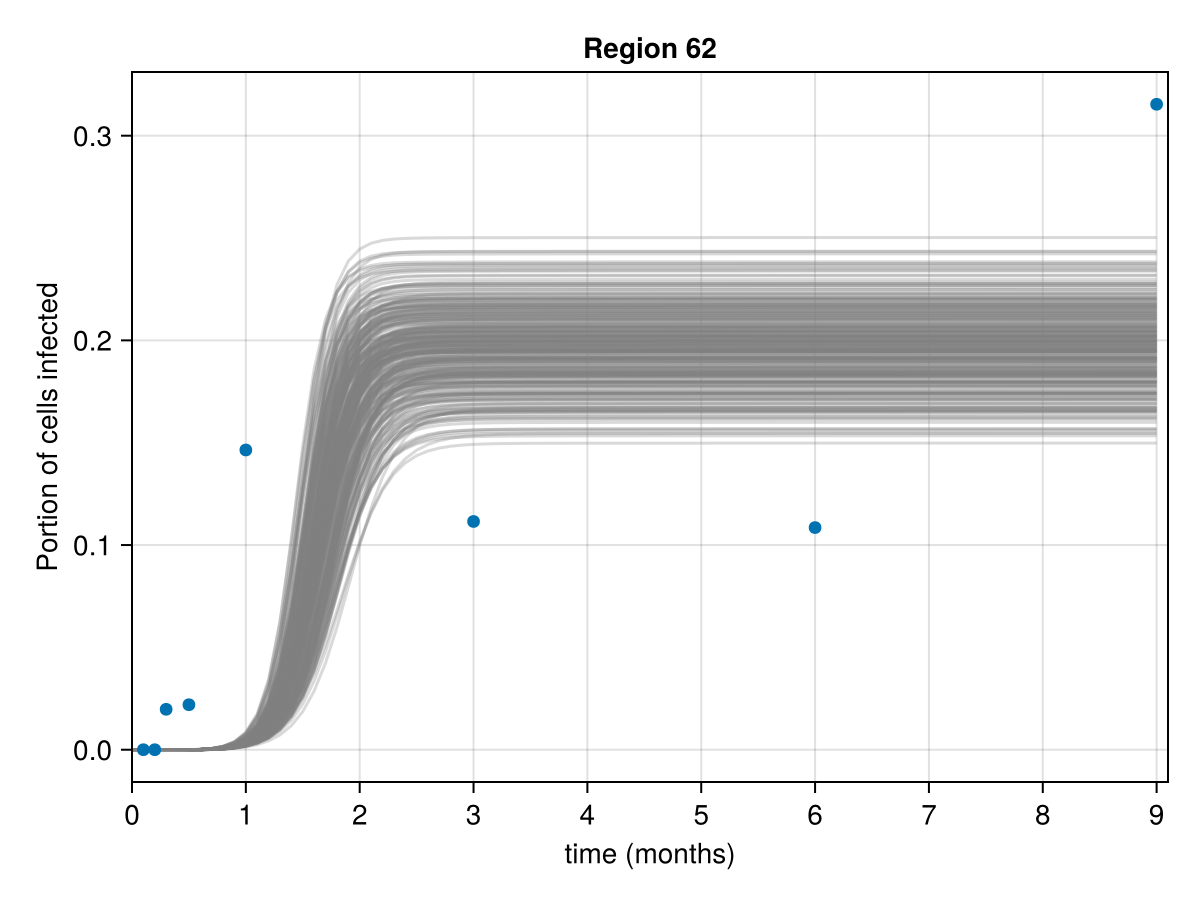 Region 62
Portion of cells infected
0.3
0.2
0.1
0.0
0 1 2 3 4 5 6 7 8 9
time (months)